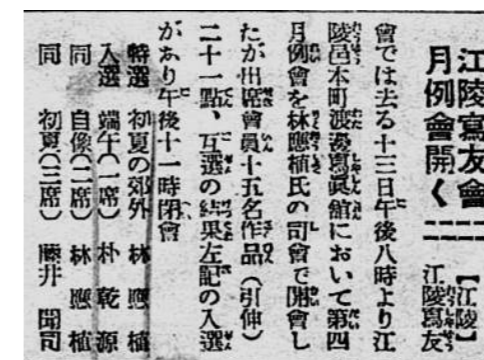 江陵寫友會
月例會開く
【江陵】
江陵寫友
會では去る十三日午後八時より江
陵邑本町渡邊寫眞館において第四
月例會を林應植氏の司會で開會し
たが出席會員十五名作品（引伸）
二十一點、互選の結果左記の入選
があり午後十一時閉會
特選　初夏の郊外　林應植
入選　端午（一席）　朴乾源
同　自像（二席）　林應植
同　初夏（三席）　藤井聞司